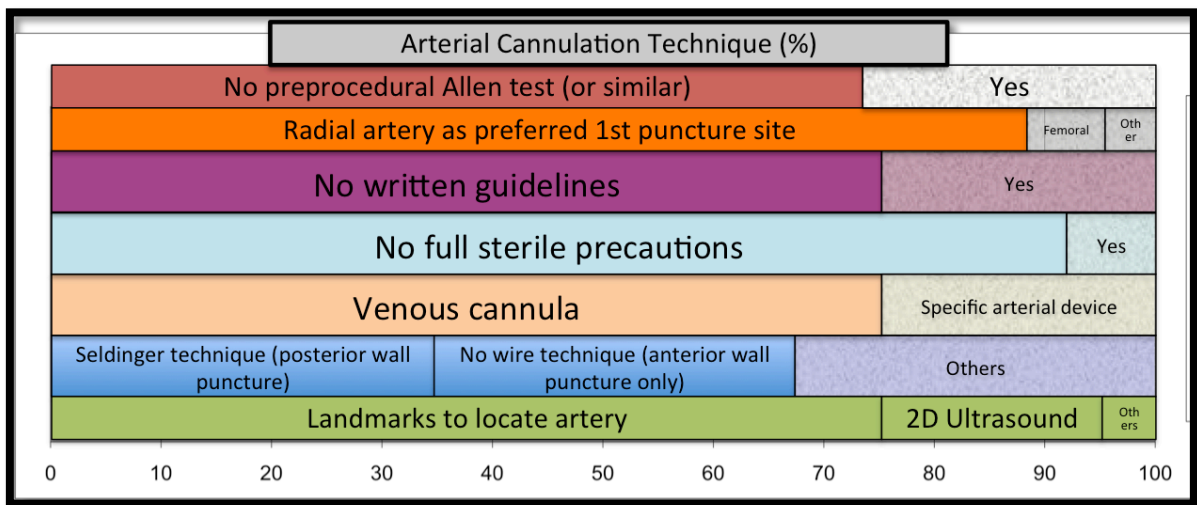 Arterial Cannulation Technique (%)
No preprocedural Allen test (or similar)
Yes
Radial artery as preferred 1st puncture site
Femoral
Oth
er
No written guidelines
Yes
No full sterile precautions
Yes
Venous cannula
Specific arterial device
Seldinger technique (posterior wall
puncture)
No wire technique (anterior wall
puncture only)
Others
Landmarks to locate artery
2D Ultrasound
Oth
ers
0 10 20 30 40 50 60 70 80 90 100